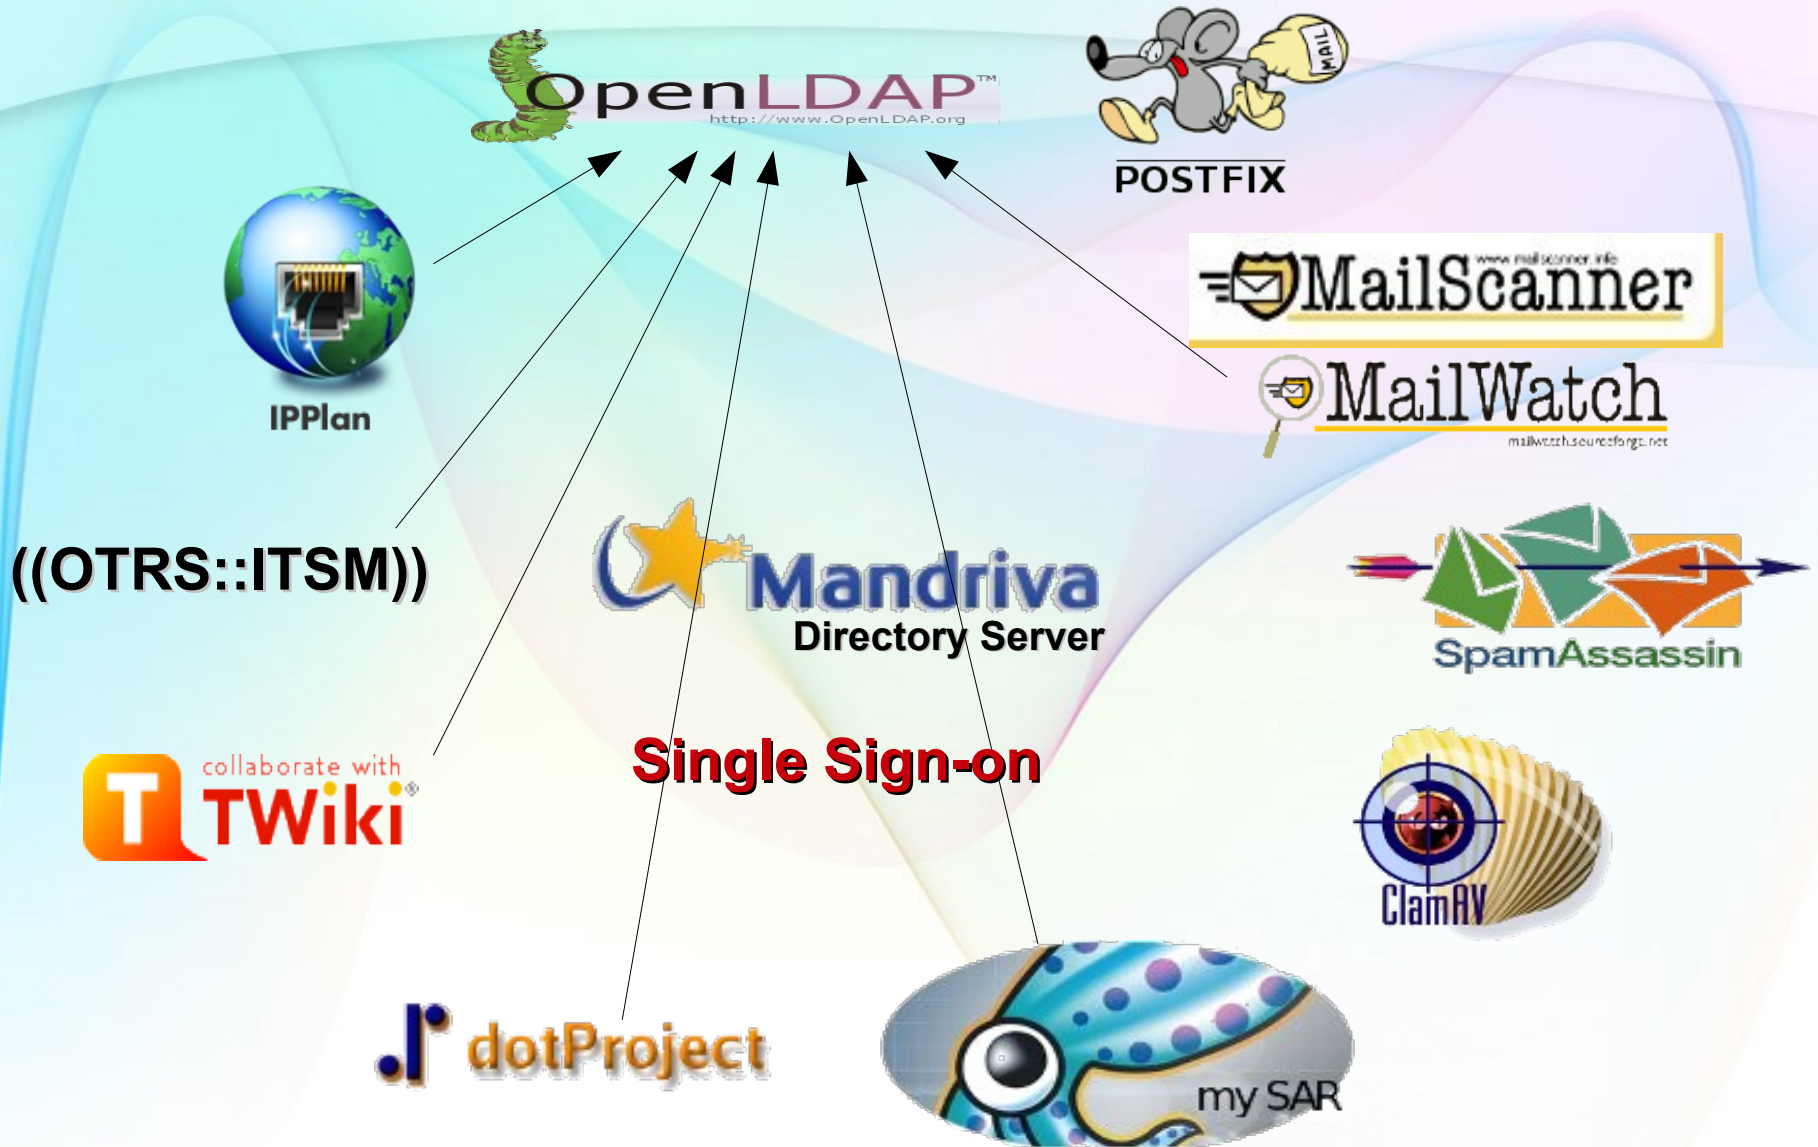 OpenLDAP™
http://www.OpenLDAP.org
MAIL
POSTFIX
www.mailscanner.info
MailScanner
MailWatch
mailwatch.sourceforge.net
IPPlan
((OTRS::ITSM))
Mandriva
Directory Server
SpamAssassin
Single Sign-on
collaborate with
T TWiki®
ClamAV
dotProject
my SAR